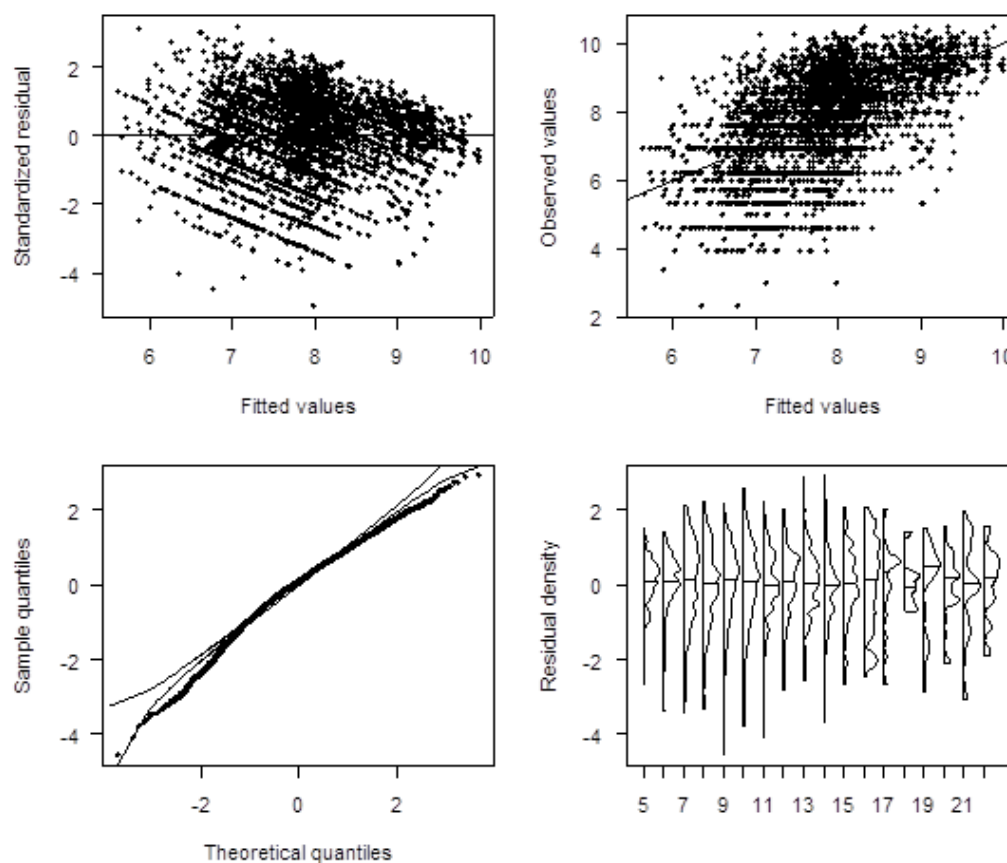 Standardized residual
2
0
-2
-4
6 7 8 9 10
Fitted values
Observed values
10
8
6
4
2
6 7 8 9 10
Fitted values
Sample quantiles
2
0
-2
-4
-2 0 2
Theoretical quantiles
Residual density
2
0
-2
-4
5 7 9 11 13 15 17 19 21